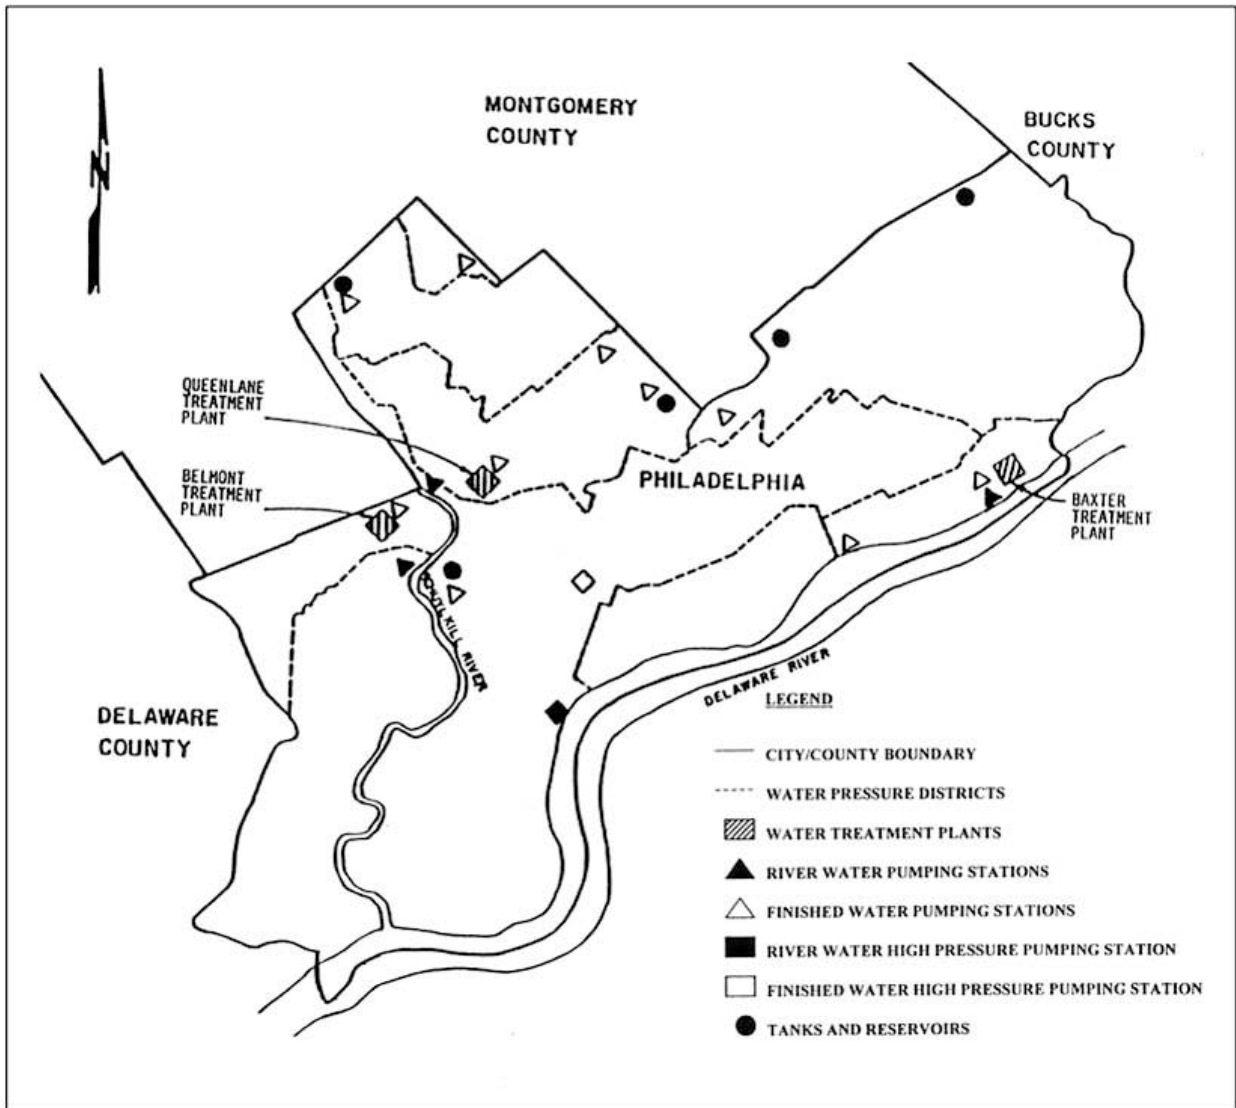 MONTGOMERY
COUNTY
BUCKS
COUNTY
N
QUEENLANE
TREATMENT
PLANT
BELMONT
TREATMENT
PLANT
PHILADELPHIA
BAXTER
TREATMENT
PLANT
RIVER
DELAWARE RIVER
DELAWARE
COUNTY
LEGEND
CITY/COUNTY BOUNDARY
WATER PRESSURE DISTRICTS
WATER TREATMENT PLANTS
RIVER WATER PUMPING STATIONS
FINISHED WATER PUMPING STATIONS
RIVER WATER HIGH PRESSURE PUMPING STATION
FINISHED WATER HIGH PRESSURE PUMPING STATION
TANKS AND RESERVOIRS